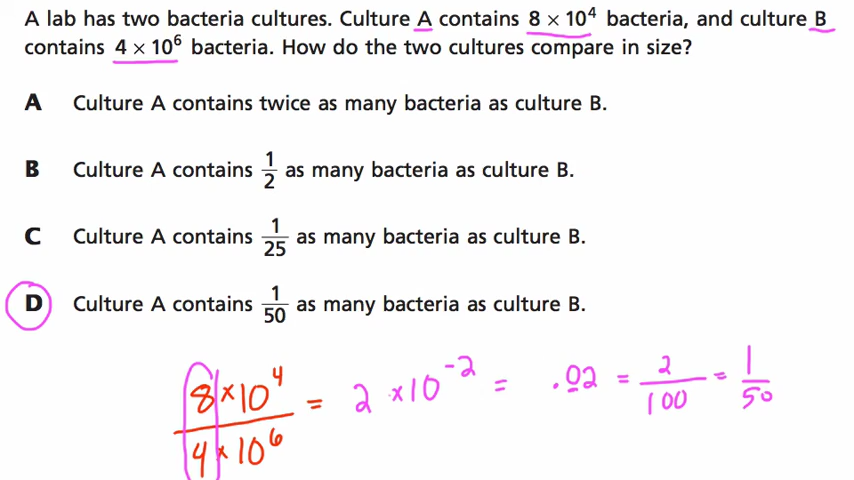 A lab has two bacteria cultures. Culture A contains 8 × 10⁴ bacteria, and culture B
contains 4 × 10⁶ bacteria. How do the two cultures compare in size?
A Culture A contains twice as many bacteria as culture B.
B Culture A contains 1/2 as many bacteria as culture B.
C Culture A contains 1/25 as many bacteria as culture B.
D Culture A contains 1/50 as many bacteria as culture B.
8 × 10⁴ / 4 × 10⁶ = 2 × 10⁻² = .02 = 2/100 = 1/50